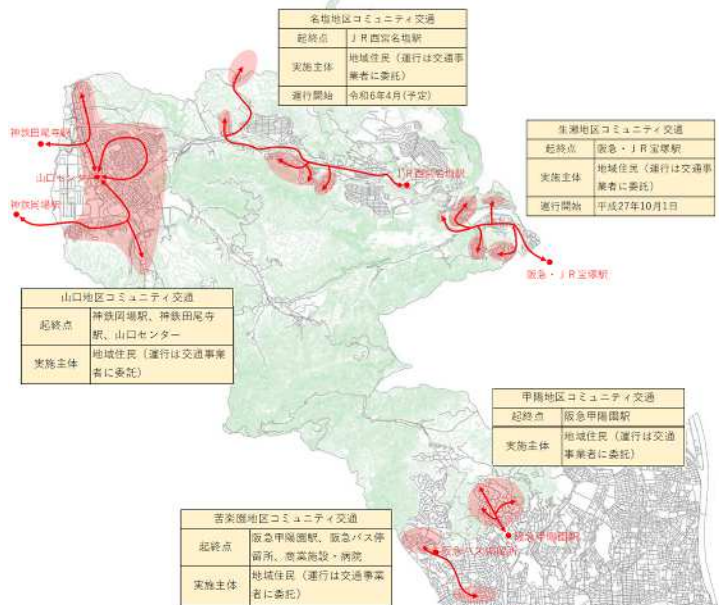 名塩地区コミュニティ交通
起終点 JR西宮名塩駅
実施主体 地域住民（運行は交通事
業者に委託）
運行開始 令和6年4月(予定)
生瀬地区コミュニティ交通
起終点 阪急・JR宝塚駅
実施主体 地域住民（運行は交通事
業者に委託）
運行開始 平成27年10月1日
神鉄田尾寺駅
山口センター
神鉄岡場駅
JR西宮名塩駅
阪急・JR宝塚駅
山口地区コミュニティ交通
起終点 神鉄岡場駅、神鉄田尾寺
駅、山口センター
実施主体 地域住民（運行は交通事業
者に委託）
甲陽地区コミュニティ交通
起終点 阪急甲陽園駅
実施主体 地域住民（運行は交通
事業者に委託）
苦楽園地区コミュニティ交通
起終点 阪急甲陽園駅、阪急バス停
留所、商業施設・病院
実施主体 地域住民（運行は交通事業
者に委託）
阪急甲陽園駅
阪急バス停留所